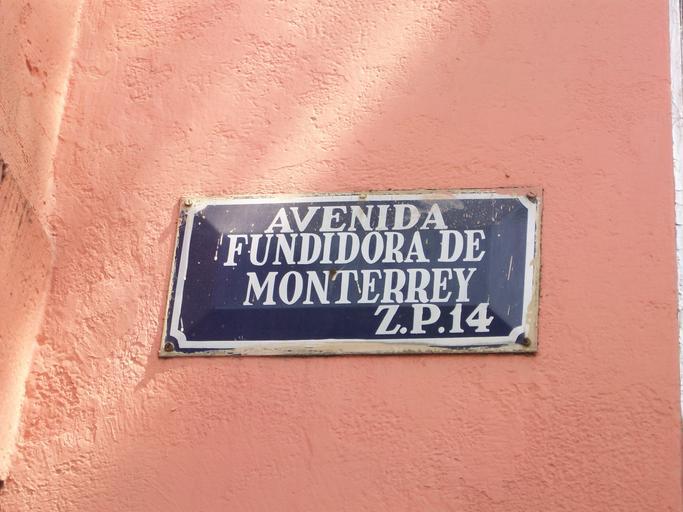 AVENIDA
FUNDIDORA DE
MONTERREY
Z.P.14